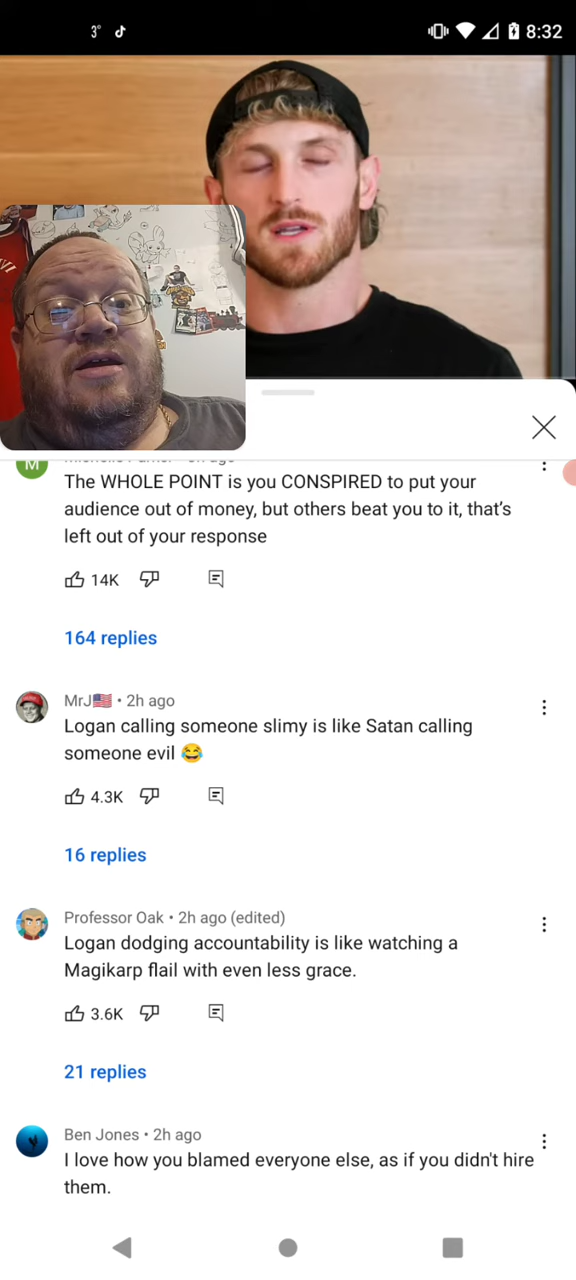 3°
8:32
The WHOLE POINT is you CONSPIRED to put your
audience out of money, but others beat you to it, that's
left out of your response
14K
164 replies
MrJ🇺🇸 • 2h ago
Logan calling someone slimy is like Satan calling
someone evil 😂
4.3K
16 replies
Professor Oak • 2h ago (edited)
Logan dodging accountability is like watching a
Magikarp flail with even less grace.
3.6K
21 replies
Ben Jones • 2h ago
I love how you blamed everyone else, as if you didn't hire
them.